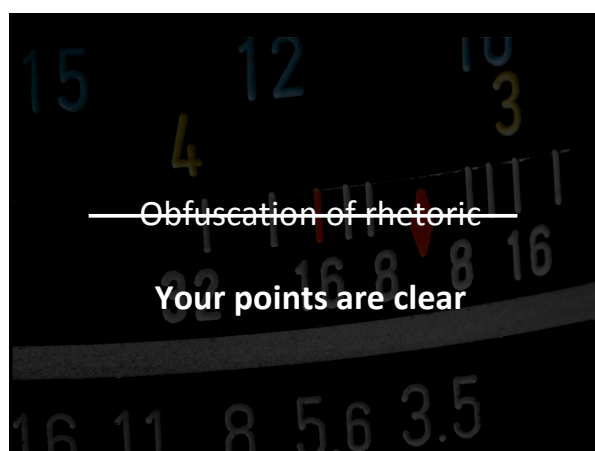 15 12 10
4 3
Obfuscation of rhetoric
32 16 8 8 16
Your points are clear
16 11 8 5.6 3.5